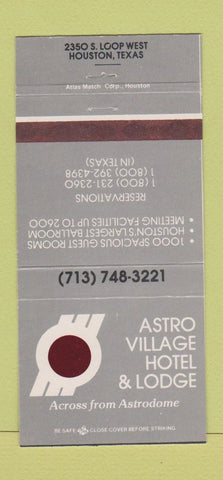 2350 S. LOOP WEST
HOUSTON, TEXAS
Atlas Match Corp., Houston
• 1000 SPACIOUS GUEST ROOMS
• HOUSTON'S LARGEST BALLROOM
• MEETING FACILITIES UP TO 2600
RESERVATIONS
1 (800) 231-2360
1 (800) 392-4398
(IN TEXAS)
(713) 748-3221
ASTRO
VILLAGE
HOTEL
& LODGE
Across from Astrodome
BE SAFE CLOSE COVER BEFORE STRIKING